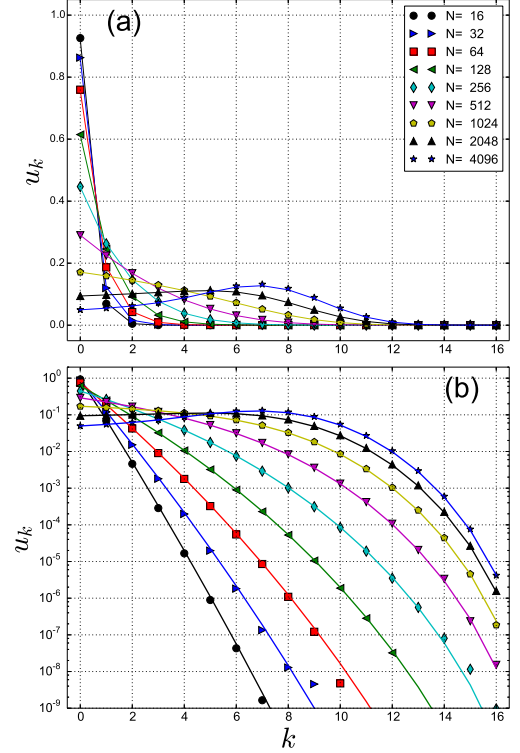 (a)
N= 16
N= 32
N= 64
N= 128
N= 256
N= 512
N= 1024
N= 2048
N= 4096
1.0
0.8
0.6
0.4
0.2
0.0
u_k
0 2 4 6 8 10 12 14 16
(b)
10^0
10^-1
10^-2
10^-3
10^-4
10^-5
10^-6
10^-7
10^-8
10^-9
u_k
0 2 4 6 8 10 12 14 16
k